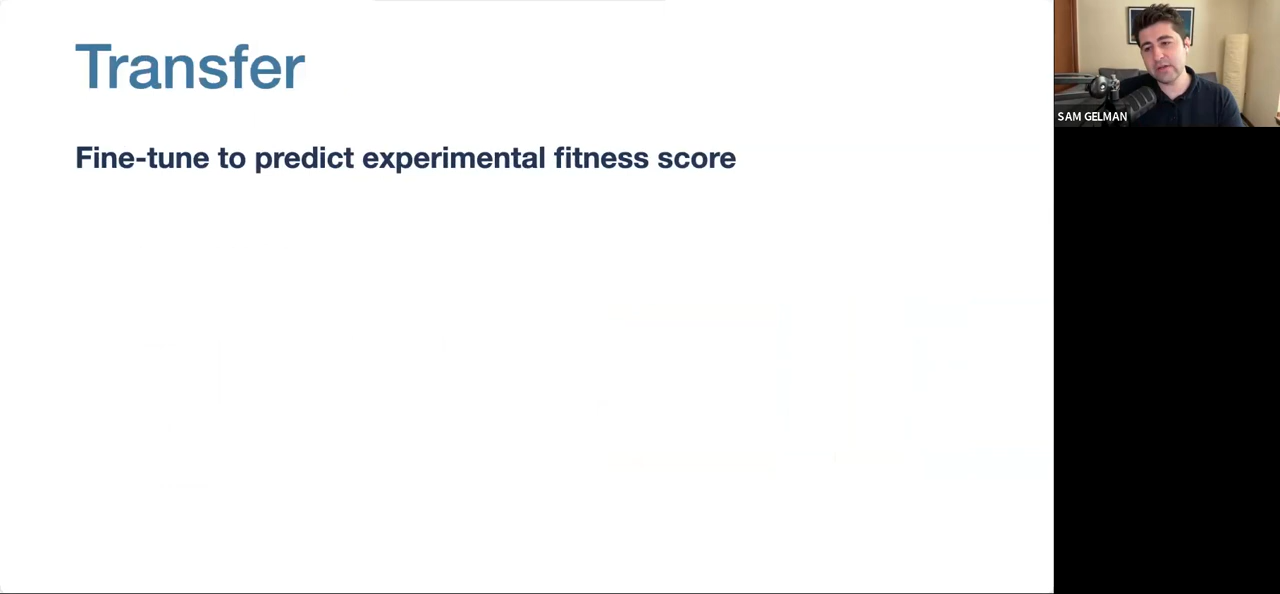 Transfer
Fine-tune to predict experimental fitness score
SAM GELMAN